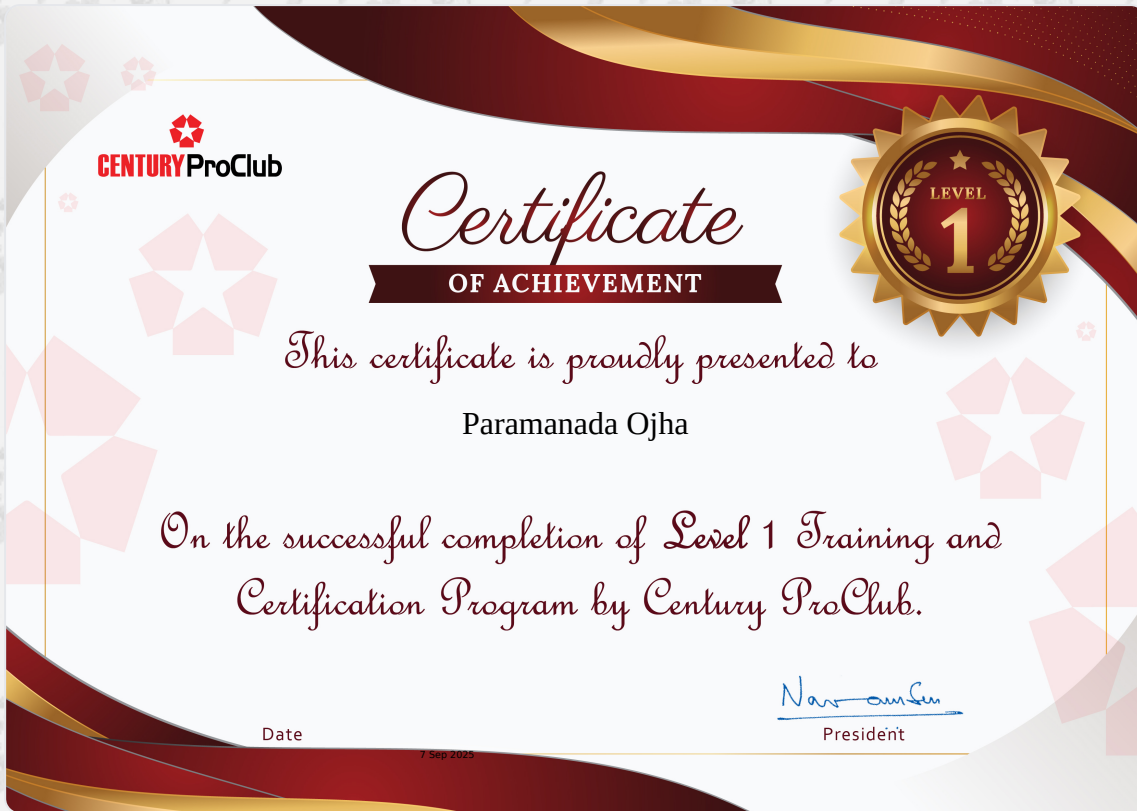 CENTURY ProClub
LEVEL
1
Certificate
OF ACHIEVEMENT
This certificate is proudly presented to
Paramanada Ojha
On the successful completion of Level 1 Training and
Certification Program by Century ProClub.
Date
President
7 Sep 2025